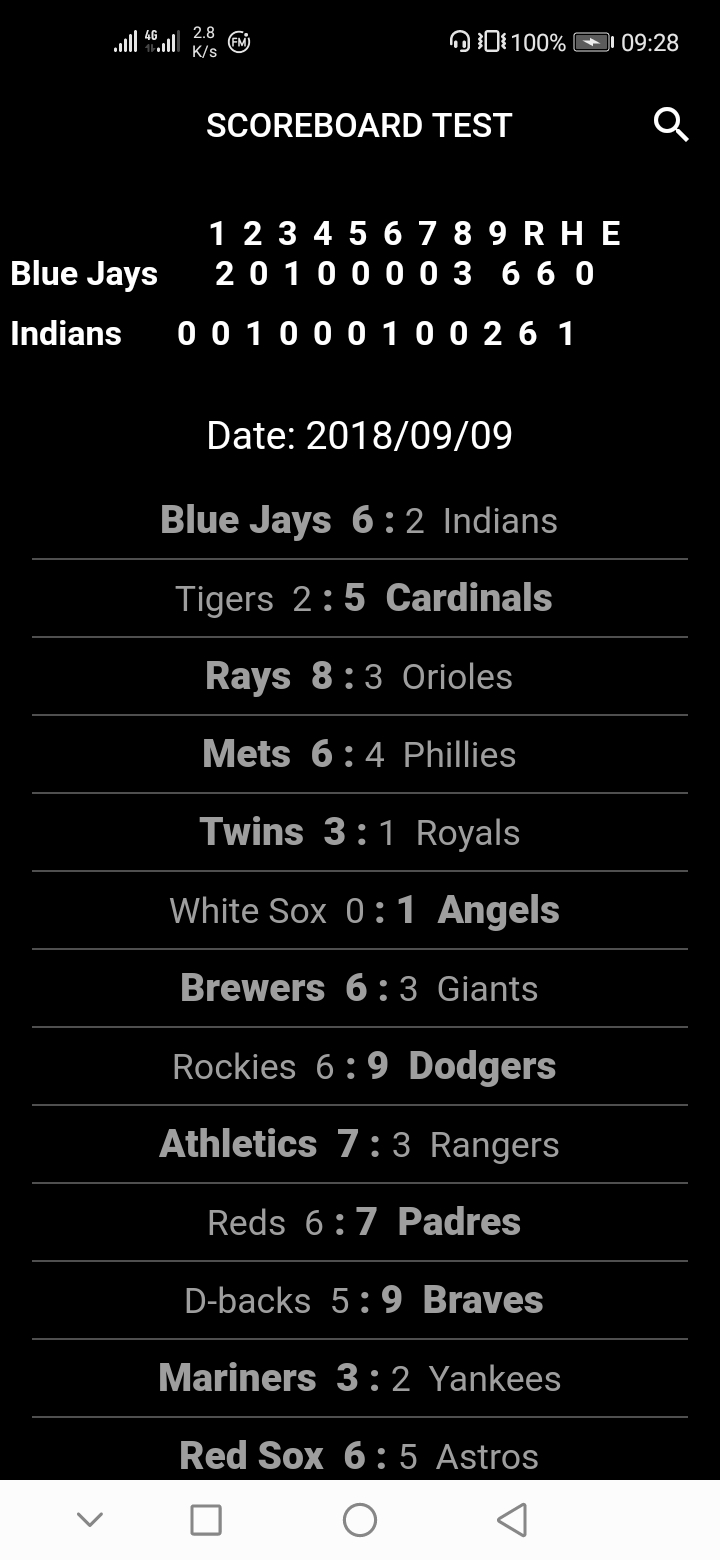 4G 2.8 K/s FM 100% 09:28
SCOREBOARD TEST
1 2 3 4 5 6 7 8 9 R H E
Blue Jays 2 0 1 0 0 0 0 3 6 6 0
Indians 0 0 1 0 0 0 1 0 0 2 6 1
Date: 2018/09/09
Blue Jays 6 : 2 Indians
Tigers 2 : 5 Cardinals
Rays 8 : 3 Orioles
Mets 6 : 4 Phillies
Twins 3 : 1 Royals
White Sox 0 : 1 Angels
Brewers 6 : 3 Giants
Rockies 6 : 9 Dodgers
Athletics 7 : 3 Rangers
Reds 6 : 7 Padres
D-backs 5 : 9 Braves
Mariners 3 : 2 Yankees
Red Sox 6 : 5 Astros